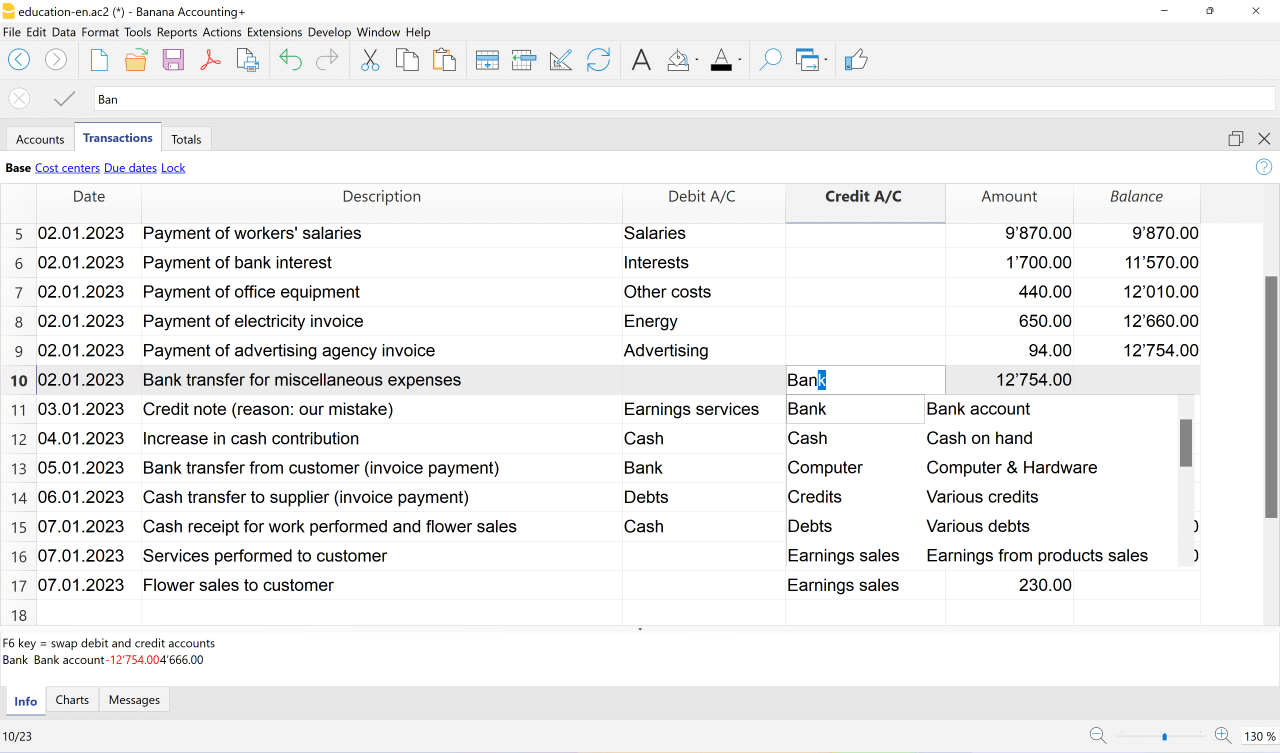 education-en.ac2 (*) - Banana Accounting+
File Edit Data Format Tools Reports Actions Extensions Develop Window Help
Ban
Accounts Transactions Totals
Base Cost centers Due dates Lock
Date Description Debit A/C Credit A/C Amount Balance
5 02.01.2023 Payment of workers' salaries Salaries 9’870.00 9’870.00
6 02.01.2023 Payment of bank interest Interests 1’700.00 11’570.00
7 02.01.2023 Payment of office equipment Other costs 440.00 12’010.00
8 02.01.2023 Payment of electricity invoice Energy 650.00 12’660.00
9 02.01.2023 Payment of advertising agency invoice Advertising 94.00 12’754.00
10 02.01.2023 Bank transfer for miscellaneous expenses Bank 12’754.00
11 03.01.2023 Credit note (reason: our mistake) Earnings services Bank Bank account
12 04.01.2023 Increase in cash contribution Cash Cash Cash on hand
13 05.01.2023 Bank transfer from customer (invoice payment) Bank Computer Computer & Hardware
14 06.01.2023 Cash transfer to supplier (invoice payment) Debts Credits Various credits
15 07.01.2023 Cash receipt for work performed and flower sales Cash Debts Various debts
16 07.01.2023 Services performed to customer Earnings sales Earnings from products sales
17 07.01.2023 Flower sales to customer Earnings sales 230.00
18
F6 key = swap debit and credit accounts
Bank Bank account-12’754.004’666.00
Info Charts Messages
10/23 130 %